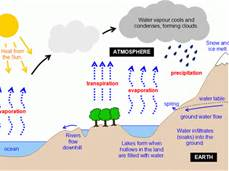 Heat from
the Sun.
Water vapour cools and
condenses, forming clouds.
ATMOSPHERE
Snow and
ice melt.
transpiration
precipitation
evaporation
evaporation
spring
water table
ground water flow
Rivers
flow
downhill
Lakes form when
hollows in the land
are filled with water.
Water infiltrates
(soaks) into the
ground.
ocean
EARTH